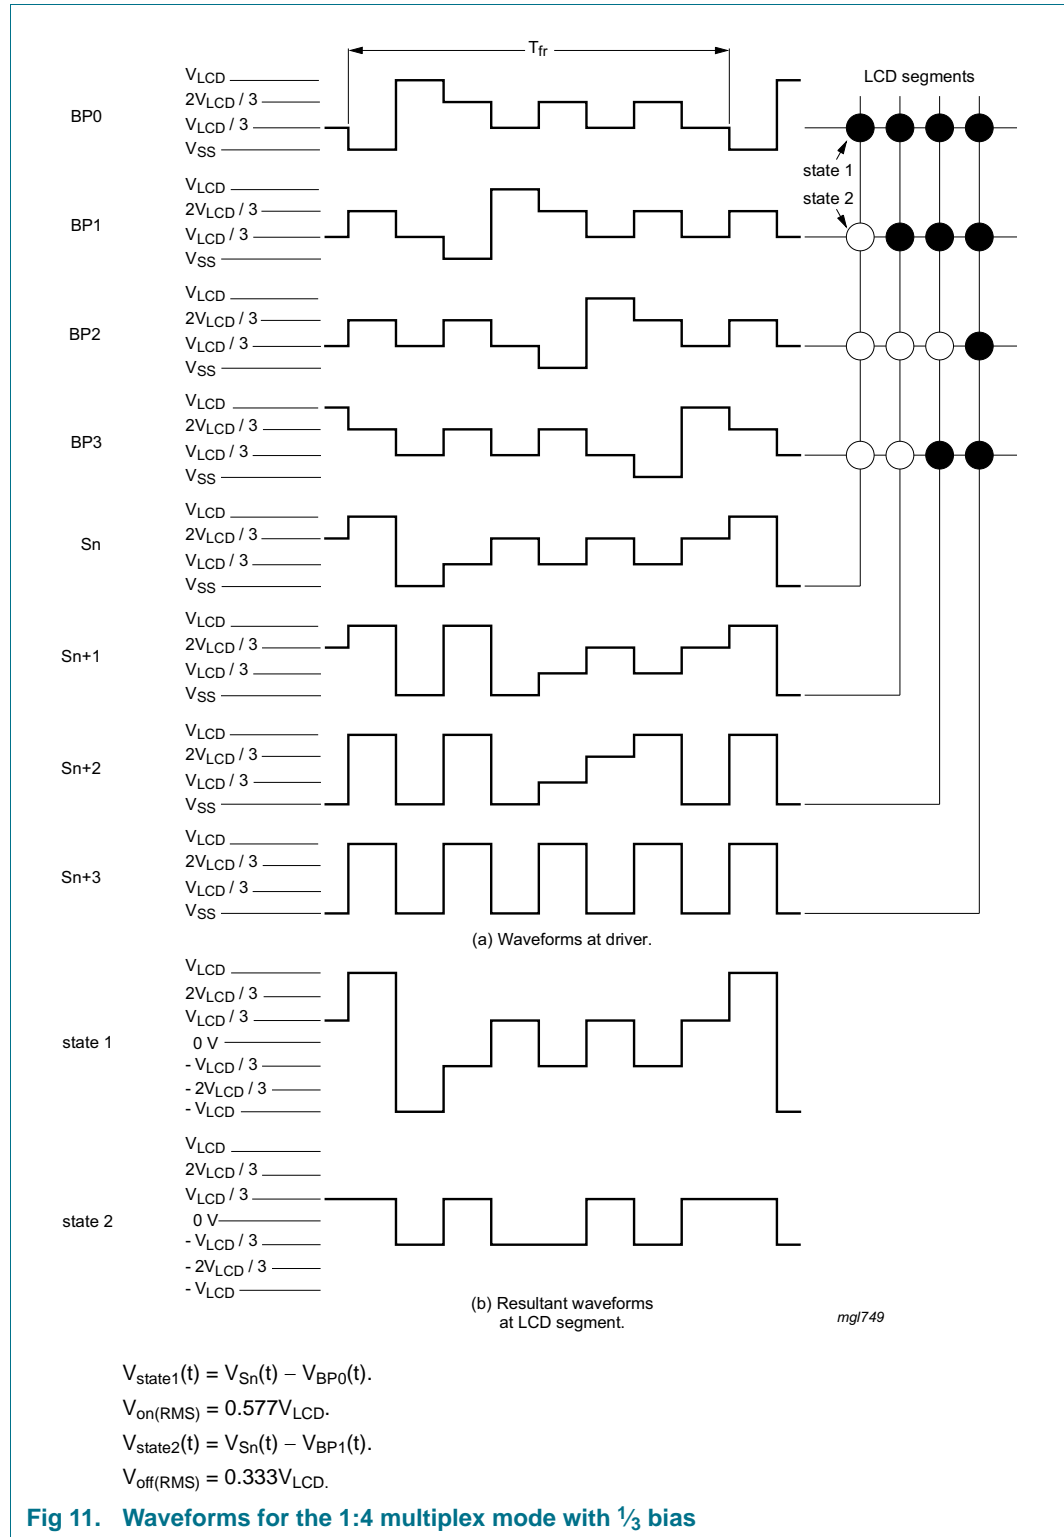 Tfr
VLCD
2VLCD / 3
BP0
VLCD / 3
VSS
LCD segments
state 1
state 2
VLCD
2VLCD / 3
BP1
VLCD / 3
VSS
VLCD
2VLCD / 3
BP2
VLCD / 3
VSS
VLCD
2VLCD / 3
BP3
VLCD / 3
VSS
VLCD
2VLCD / 3
Sn
VLCD / 3
VSS
VLCD
2VLCD / 3
Sn+1
VLCD / 3
VSS
VLCD
2VLCD / 3
Sn+2
VLCD / 3
VSS
VLCD
2VLCD / 3
Sn+3
VLCD / 3
VSS
(a) Waveforms at driver.
VLCD
2VLCD / 3
VLCD / 3
state 1
0 V
- VLCD / 3
- 2VLCD / 3
- VLCD
VLCD
2VLCD / 3
VLCD / 3
state 2
0 V
- VLCD / 3
- 2VLCD / 3
- VLCD
(b) Resultant waveforms
at LCD segment.
mgl749
Vstate1(t) = VSn(t) − VBP0(t).
Von(RMS) = 0.577VLCD.
Vstate2(t) = VSn(t) − VBP1(t).
Voff(RMS) = 0.333VLCD.
Fig 11. Waveforms for the 1:4 multiplex mode with 1⁄3 bias